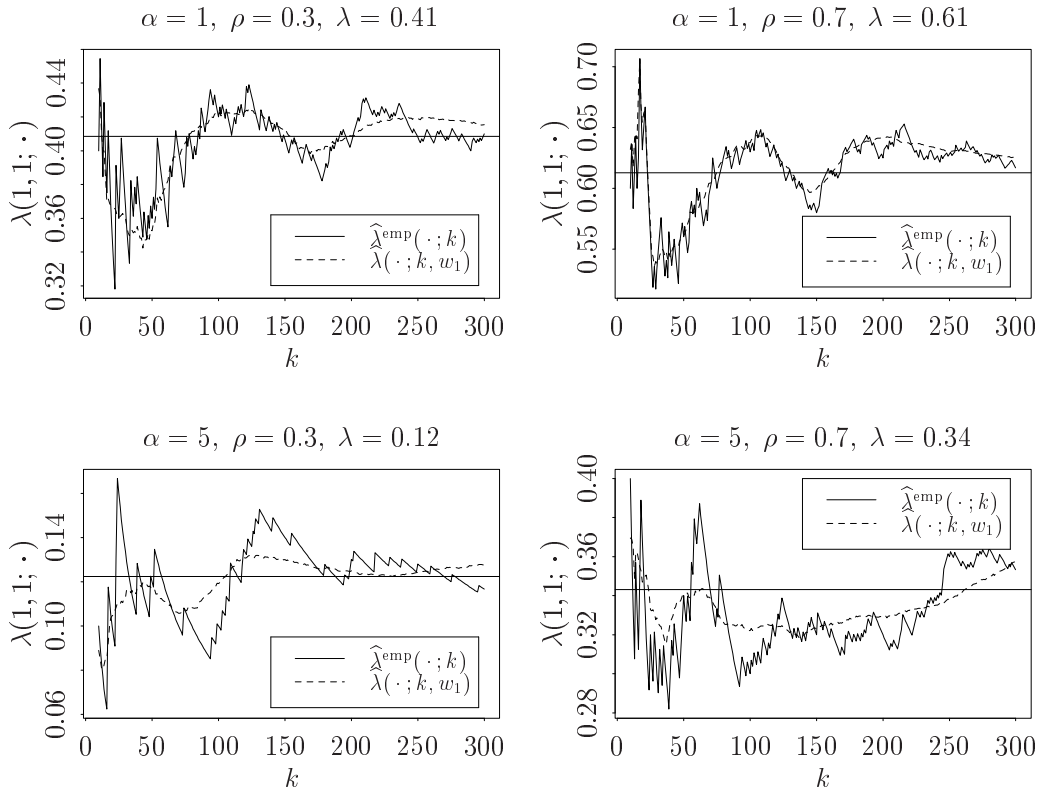 α = 1, ρ = 0.3, λ = 0.41
λ(1, 1; ·)
0.44
0.40
0.36
0.32
λ̂ᵉᵐᵖ(·; k)
λ̂(·; k, w₁)
0 50 100 150 200 250 300
k
α = 1, ρ = 0.7, λ = 0.61
λ(1, 1; ·)
0.70
0.65
0.60
0.55
λ̂ᵉᵐᵖ(·; k)
λ̂(·; k, w₁)
0 50 100 150 200 250 300
k
α = 5, ρ = 0.3, λ = 0.12
λ(1, 1; ·)
0.14
0.10
0.06
λ̂ᵉᵐᵖ(·; k)
λ̂(·; k, w₁)
0 50 100 150 200 250 300
k
α = 5, ρ = 0.7, λ = 0.34
λ(1, 1; ·)
0.40
0.36
0.32
0.28
λ̂ᵉᵐᵖ(·; k)
λ̂(·; k, w₁)
0 50 100 150 200 250 300
k